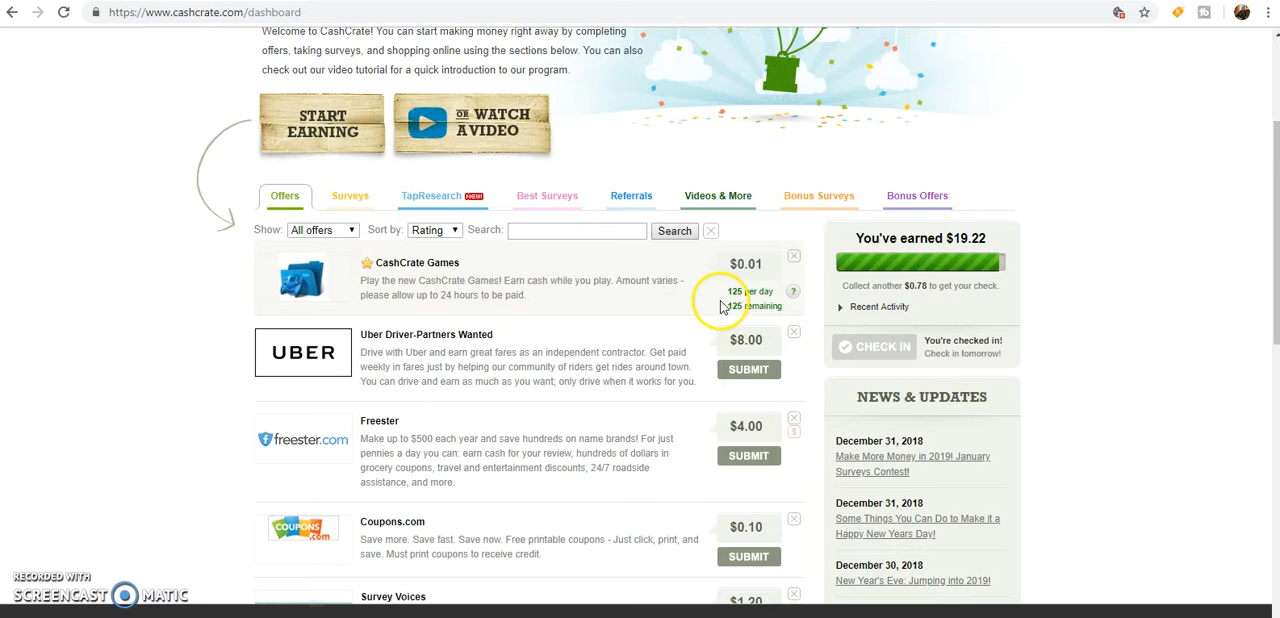 https://www.cashcrate.com/dashboard
Welcome to CashCrate! You can start making money right away by completing
offers, taking surveys, and shopping online using the sections below. You can also
check out our video tutorial for a quick introduction to our program.
START
EARNING
OR WATCH
A VIDEO
Offers
Surveys
TapResearch NEW!
Best Surveys
Referrals
Videos & More
Bonus Surveys
Bonus Offers
Show: All offers Sort by: Rating Search: Search
CashCrate Games
Play the new CashCrate Games! Earn cash while you play. Amount varies -
please allow up to 24 hours to be paid.
$0.01
125 per day
125 remaining
?
UBER
Uber Driver-Partners Wanted
Drive with Uber and earn great fares as an independent contractor. Get paid
weekly in fares just by helping our community of riders get rides around town.
You can drive and earn as much as you want; only drive when it works for you.
$8.00
SUBMIT
freester.com
Freester
Make up to $500 each year and save hundreds on name brands! For just
pennies a day you can: earn cash for your review, hundreds of dollars in
grocery coupons, travel and entertainment discounts, 24/7 roadside
assistance, and more.
$4.00
$
SUBMIT
COUPONS.com
Coupons.com
Save more. Save fast. Save now. Free printable coupons - Just click, print, and
save. Must print coupons to receive credit.
$0.10
SUBMIT
Survey Voices
$1.20
You've earned $19.22
Collect another $0.78 to get your check.
Recent Activity
CHECK IN
You're checked in!
Check in tomorrow!
NEWS & UPDATES
December 31, 2018
Make More Money in 2019! January
Surveys Contest!
December 31, 2018
Some Things You Can Do to Make it a
Happy New Years Day!
December 30, 2018
New Year's Eve: Jumping into 2019!
RECORDED WITH
SCREENCAST MATIC